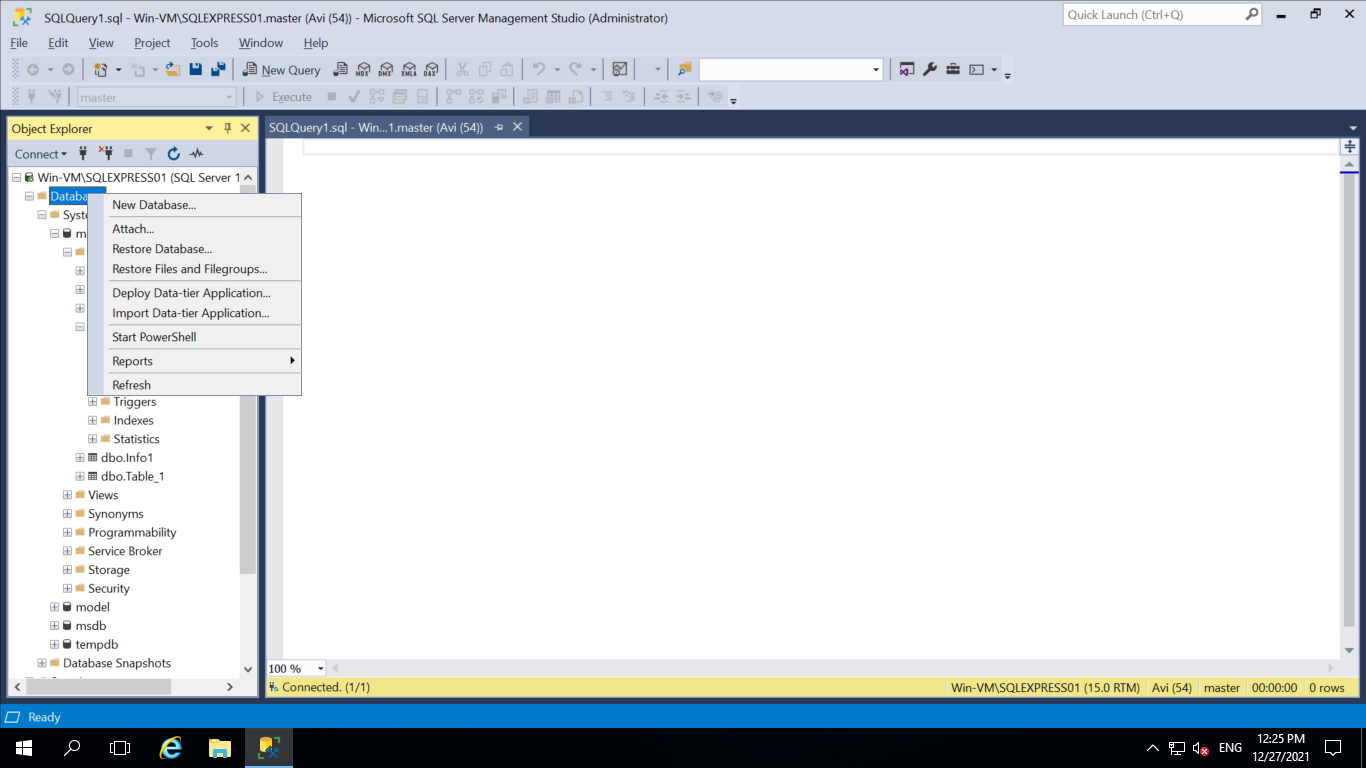 SQLQuery1.sql - Win-VM\SQLEXPRESS01.master (Avi (54)) - Microsoft SQL Server Management Studio (Administrator)
Quick Launch (Ctrl+Q)
File Edit View Project Tools Window Help
New Query MDX DMX XMLA DAX
master Execute
Object Explorer
SQLQuery1.sql - Win...1.master (Avi (54))
Connect
Win-VM\SQLEXPRESS01 (SQL Server 1
New Database...
Attach...
Restore Database...
Restore Files and Filegroups...
Deploy Data-tier Application...
Import Data-tier Application...
Start PowerShell
Reports
Refresh
Triggers
Indexes
Statistics
dbo.Info1
dbo.Table_1
Views
Synonyms
Programmability
Service Broker
Storage
Security
model
msdb
tempdb
Database Snapshots
100 %
Connected. (1/1)
Win-VM\SQLEXPRESS01 (15.0 RTM) Avi (54) master 00:00:00 0 rows
Ready
ENG
12:25 PM
12/27/2021